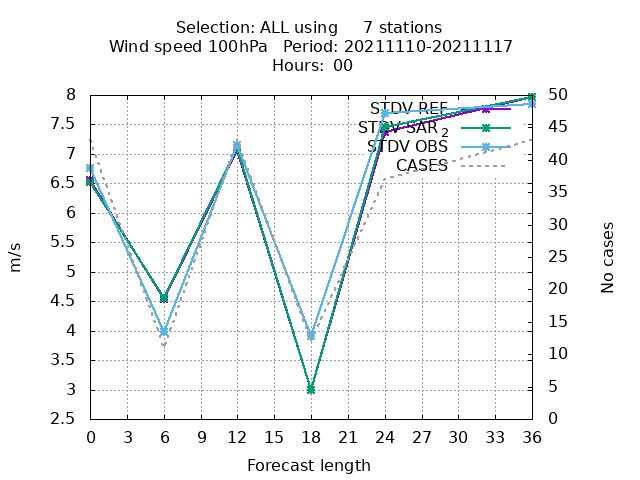 Selection: ALL using 7 stations
Wind speed 100hPa Period: 20211110-20211117
Hours: 00
8
7.5
7
6.5
6
5.5
5
4.5
4
3.5
3
2.5
m/s
STDV REF
STDV SAR 2
STDV OBS
CASES
50
45
40
35
30
25
20
15
10
5
0
No cases
0 3 6 9 12 15 18 21 24 27 30 33 36
Forecast length